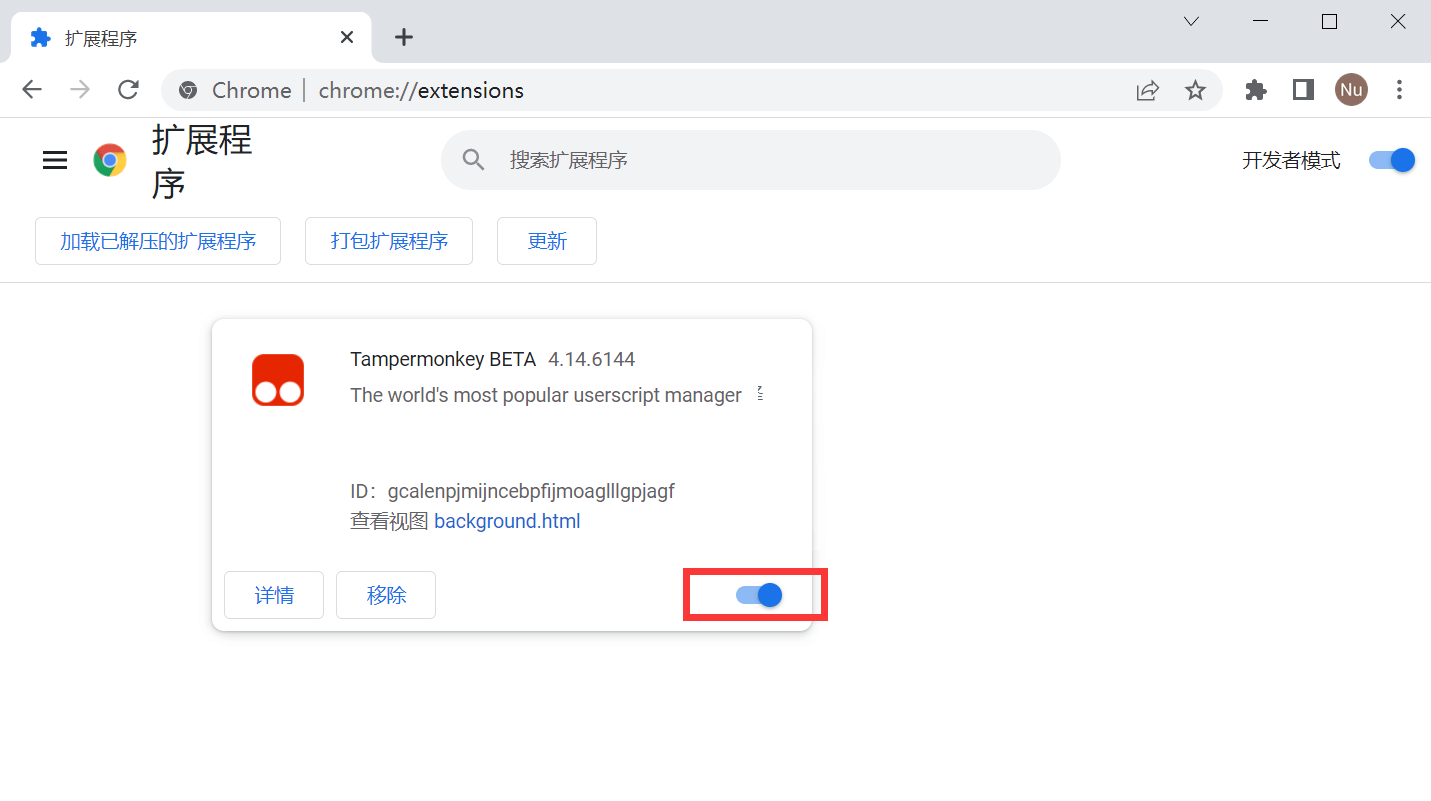 扩展程序
Chrome
chrome://extensions
Nu
扩展程
序
搜索扩展程序
开发者模式
加载已解压的扩展程序
打包扩展程序
更新
Tampermonkey BETA 4.14.6144
The world's most popular userscript manager
ID：gcalenpjmijncebpfijmoaglllgpjagf
查看视图 background.html
详情
移除